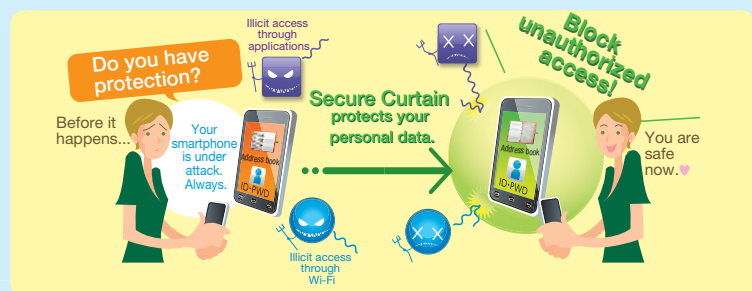 Do you have
protection?
Before it
happens...
Your
smartphone
is under
attack.
Always.
Illicit access
through
applications
Address book
ID•PWD
Illicit access
through
Wi-Fi
Secure Curtain
protects your
personal data.
Block
unauthorized
access!
Address book
ID•PWD
You are
safe
now.♥